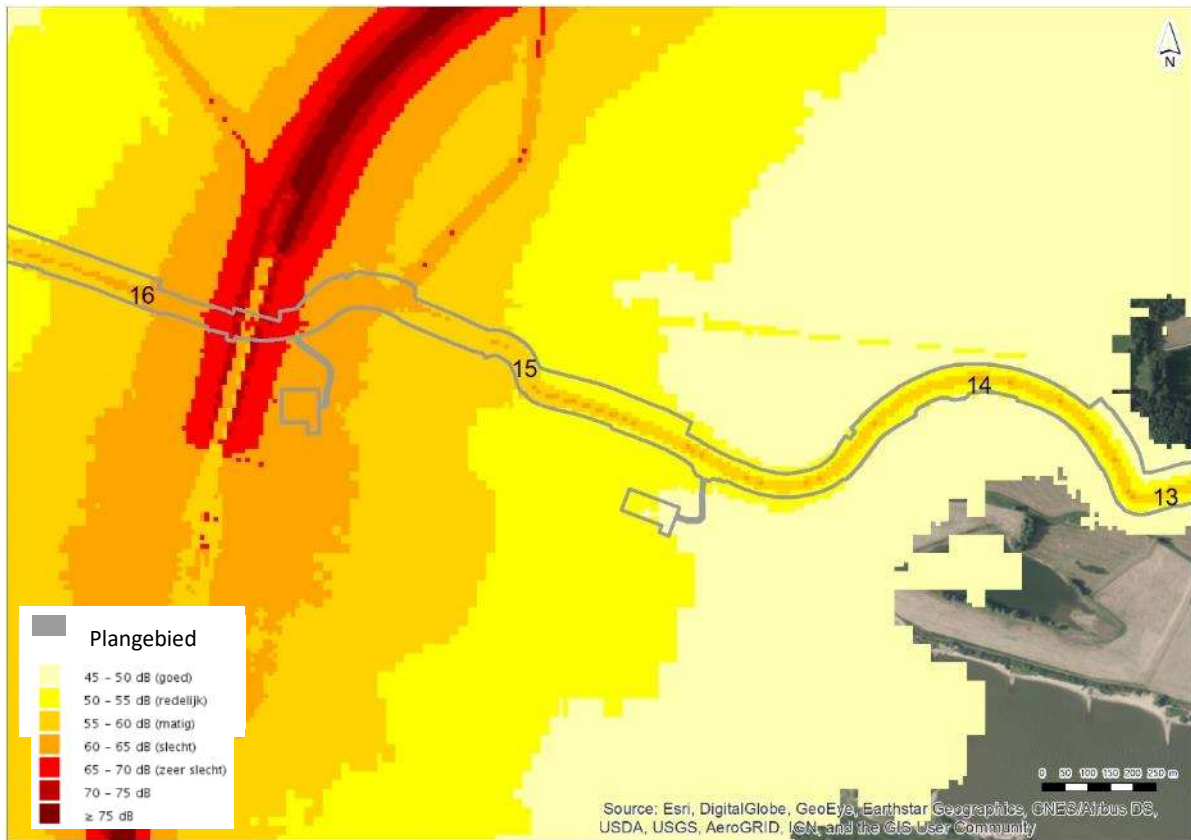 N
16
15
14
13
Plangebied
45 - 50 dB (goed)
50 - 55 dB (redelijk)
55 - 60 dB (matig)
60 - 65 dB (slecht)
65 - 70 dB (zeer slecht)
70 - 75 dB
≥ 75 dB
0 50 100 150 200 250 m
Source: Esri, DigitalGlobe, GeoEye, Earthstar Geographics, CNES/Airbus DS,
USDA, USGS, AeroGRID, IGN, and the GIS User Community